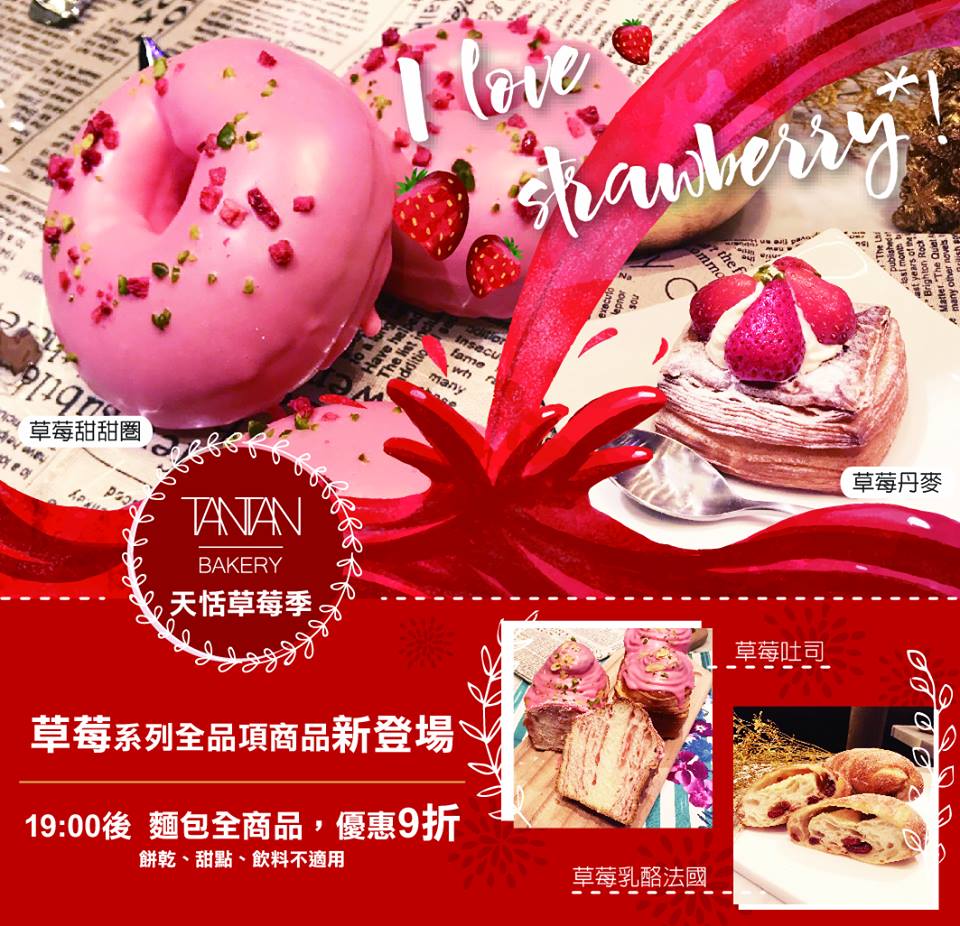 I love
strawberry*!
草莓甜甜圈
草莓丹麥
TANTAN
BAKERY
天恬草莓季
草莓吐司
草莓系列全品項商品新登場
19:00後 麵包全商品,優惠9折
餅乾、甜點、飲料不適用
草莓乳酪法國